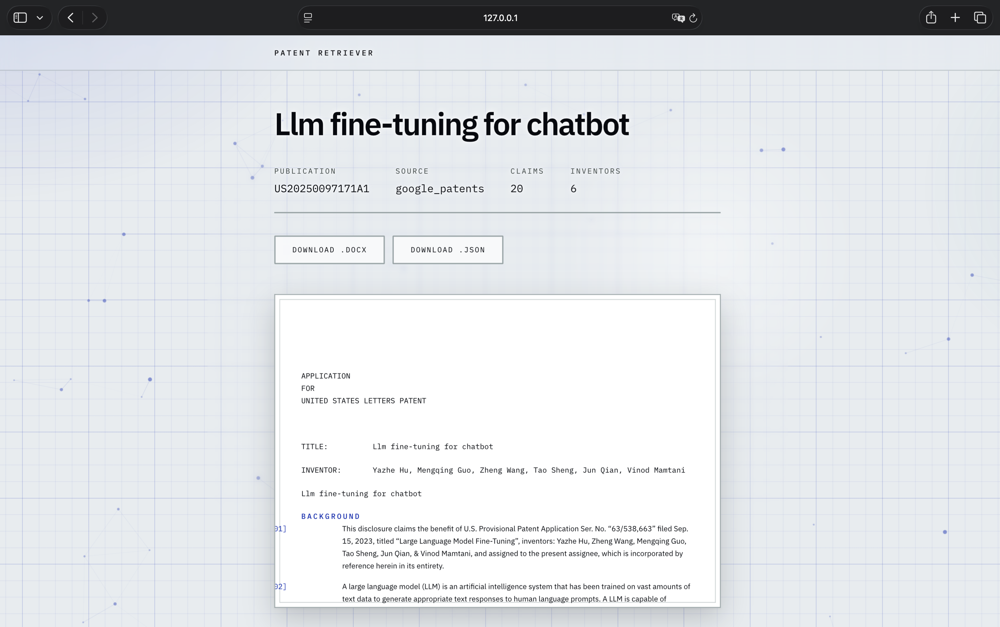 127.0.0.1
PATENT RETRIEVER
Llm fine-tuning for chatbot
PUBLICATION SOURCE CLAIMS INVENTORS
US20250097171A1 google_patents 20 6
DOWNLOAD .DOCX DOWNLOAD .JSON
APPLICATION
FOR
UNITED STATES LETTERS PATENT
TITLE: Llm fine-tuning for chatbot
INVENTOR: Yazhe Hu, Mengqing Guo, Zheng Wang, Tao Sheng, Jun Qian, Vinod Mamtani
Llm fine-tuning for chatbot
BACKGROUND
01] This disclosure claims the benefit of U.S. Provisional Patent Application Ser. No. “63/538,663” filed Sep.
15, 2023, titled “Large Language Model Fine-Tuning”, inventors: Yazhe Hu, Zheng Wang, Mengqing Guo,
Tao Sheng, Jun Qian, & Vinod Mamtani, and assigned to the present assignee, which is incorporated by
reference herein in its entirety.
02] A large language model (LLM) is an artificial intelligence system that has been trained on vast amounts of
text data to generate appropriate text responses to human language prompts. A LLM is capable of